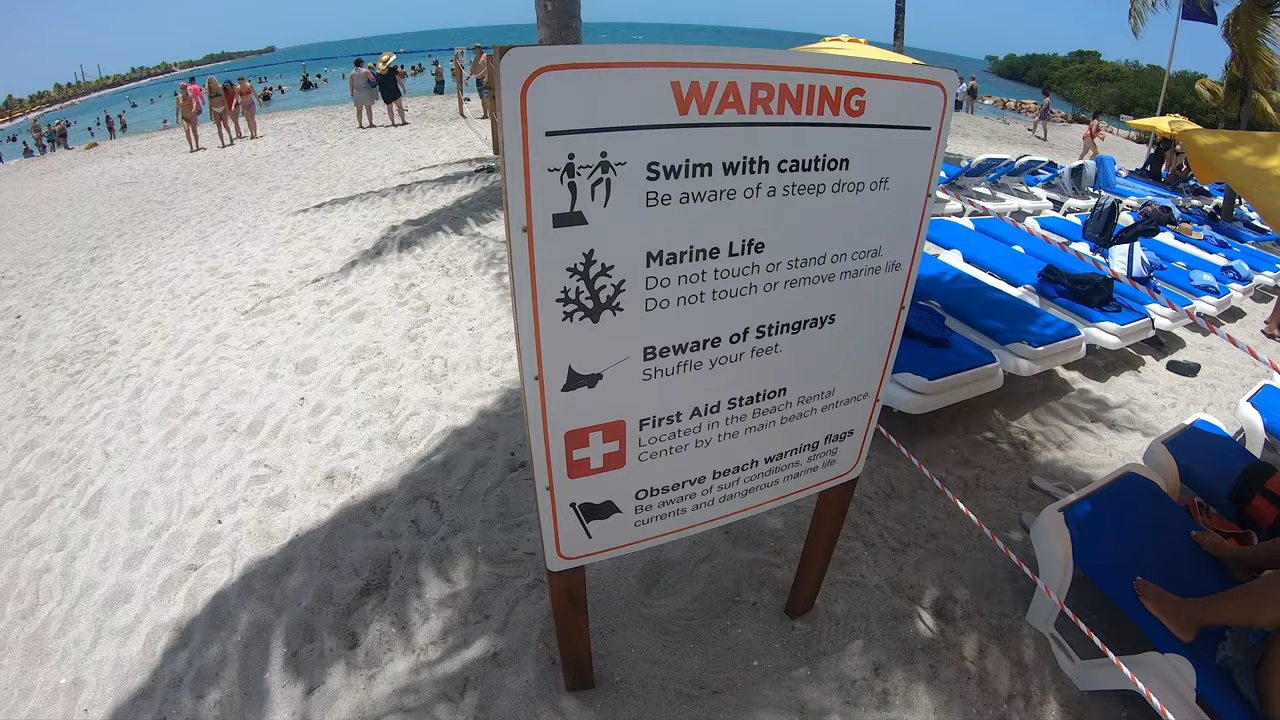 WARNING
Swim with caution
Be aware of a steep drop off.
Marine Life
Do not touch or stand on coral.
Do not touch or remove marine life.
Beware of Stingrays
Shuffle your feet.
First Aid Station
Located in the Beach Rental
Center by the main beach entrance.
Observe beach warning flags
Be aware of surf conditions, strong
currents and dangerous marine life.